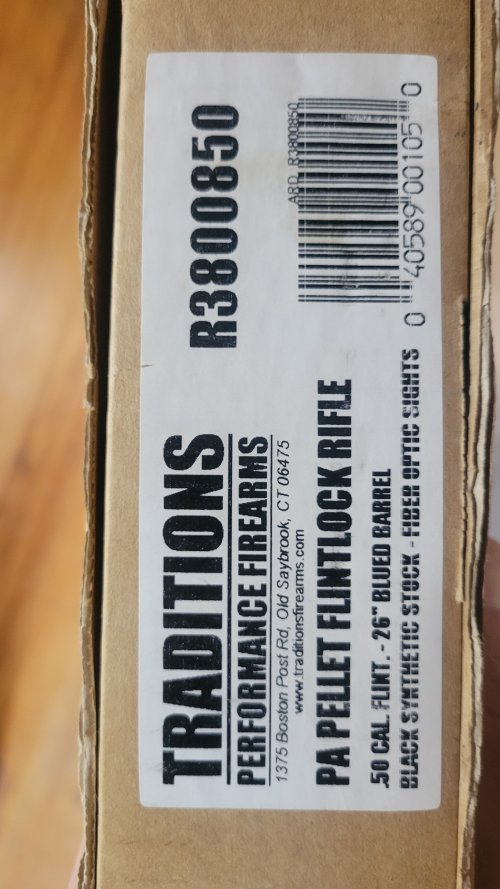 TRADITIONS
PERFORMANCE FIREARMS
1375 Boston Post Rd, Old Saybrook, CT 06475
www.traditionsfirearms.com
R3800850
PA PELLET FLINTLOCK RIFLE
.50 CAL. FLINT. - 26" BLUED BARREL
BLACK SYNTHETIC STOCK - FIBER OPTIC SIGHTS
ARD R3800850
0 40589 00105 0